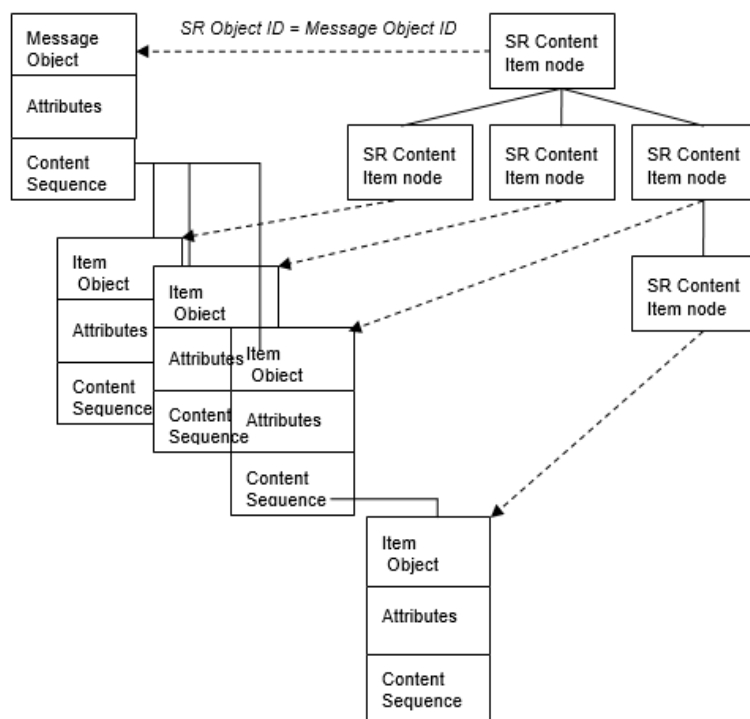 SR Object ID = Message Object ID
Message
Object
Attributes
Content
Sequence
SR Content
Item node
SR Content
Item node
SR Content
Item node
SR Content
Item node
SR Content
Item node
Item
Object
Attributes
Content
Sequence
Item
Object
Attributes
Content
Sequence
Item
Object
Attributes
Content
Sequence
Item
Object
Attributes
Content
Sequence